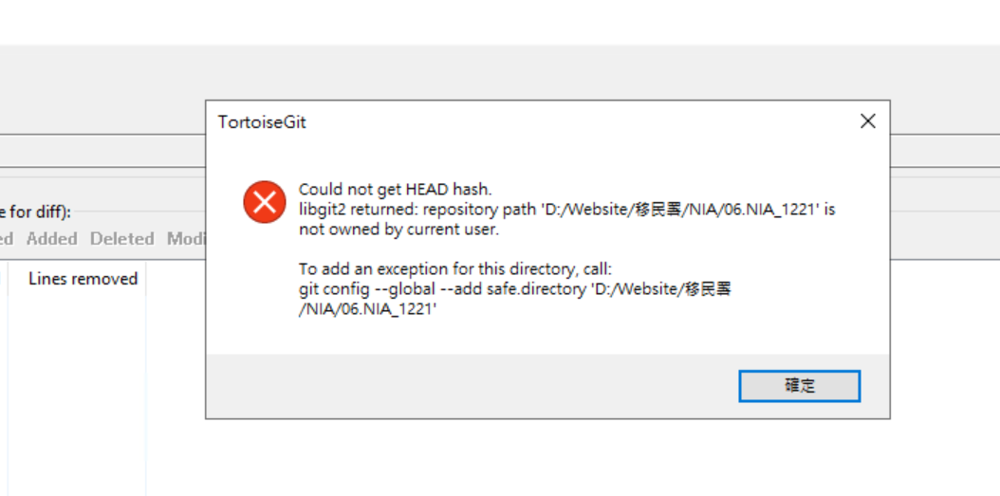 TortoiseGit
Could not get HEAD hash.
libgit2 returned: repository path 'D:/Website/移民署/NIA/06.NIA_1221' is
not owned by current user.
To add an exception for this directory, call:
git config --global --add safe.directory 'D:/Website/移民署
/NIA/06.NIA_1221'
確定
e for diff):
ed Added Deleted Modi
Lines removed